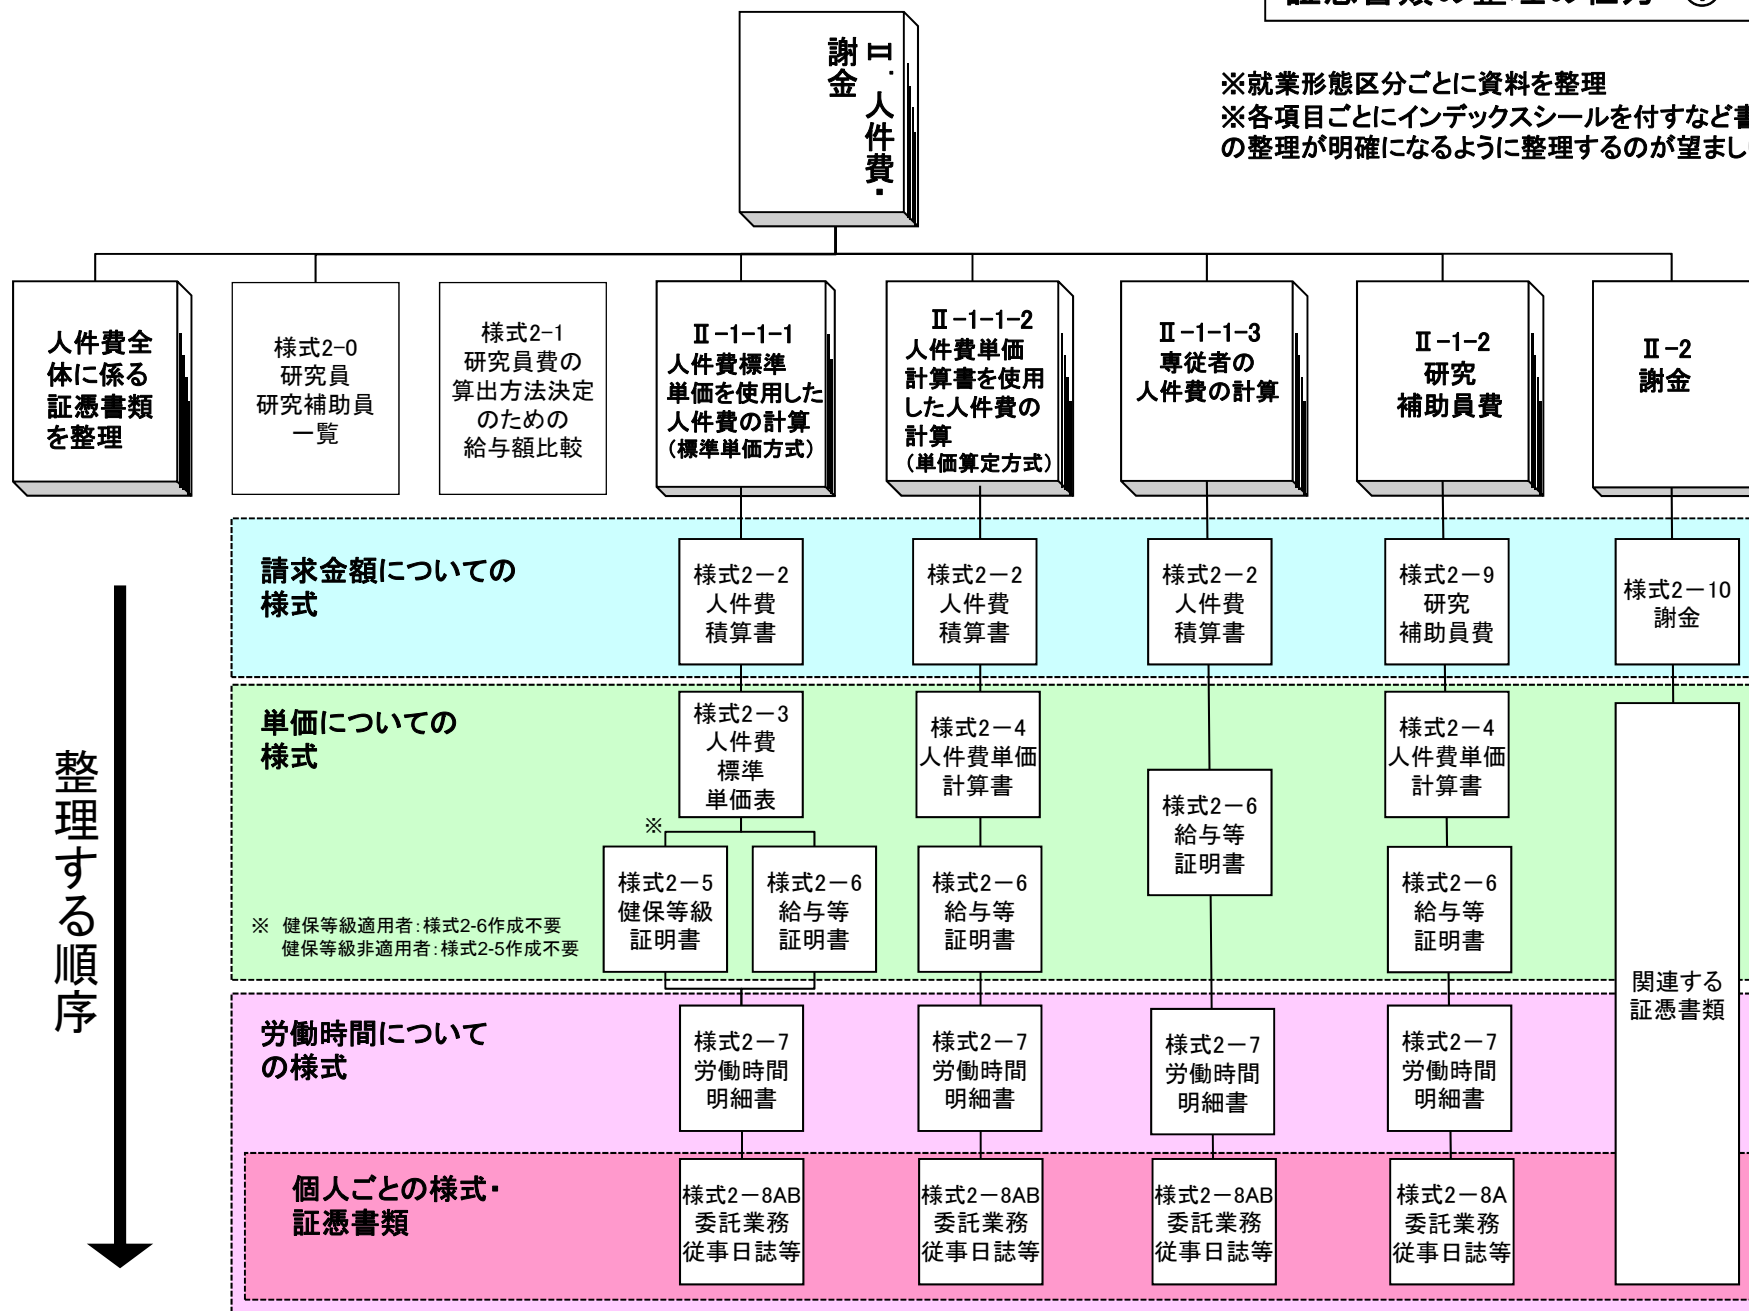 証憑書類の整理の仕方
Ⅱ．人件費・
謝金
※就業形態区分ごとに資料を整理
※各項目ごとにインデックスシールを付すなど書
の整理が明確になるように整理するのが望まし
人件費全
体に係る
証憑書類
を整理
様式2-0
研究員
研究補助員
一覧
様式2-1
研究員費の
算出方法決定
のための
給与額比較
Ⅱ-1-1-1
人件費標準
単価を使用した
人件費の計算
（標準単価方式）
Ⅱ-1-1-2
人件費単価
計算書を使用
した人件費の
計算
（単価算定方式）
Ⅱ-1-1-3
専従者の
人件費の計算
Ⅱ-1-2
研究
補助員費
Ⅱ-2
謝金
整理する順序
請求金額についての
様式
様式2－2
人件費
積算書
様式2－2
人件費
積算書
様式2－2
人件費
積算書
様式2－9
研究
補助員費
様式2－10
謝金
単価についての
様式
様式2－3
人件費
標準
単価表
様式2－4
人件費単価
計算書
様式2－6
給与等
証明書
様式2－4
人件費単価
計算書
※
様式2－5
健保等級
証明書
様式2－6
給与等
証明書
様式2－6
給与等
証明書
様式2－6
給与等
証明書
※ 健保等級適用者：様式2-6作成不要
健保等級非適用者：様式2-5作成不要
関連する
証憑書類
労働時間について
の様式
様式2－7
労働時間
明細書
様式2－7
労働時間
明細書
様式2－7
労働時間
明細書
様式2－7
労働時間
明細書
個人ごとの様式・
証憑書類
様式2－8AB
委託業務
従事日誌等
様式2－8AB
委託業務
従事日誌等
様式2－8AB
委託業務
従事日誌等
様式2－8A
委託業務
従事日誌等